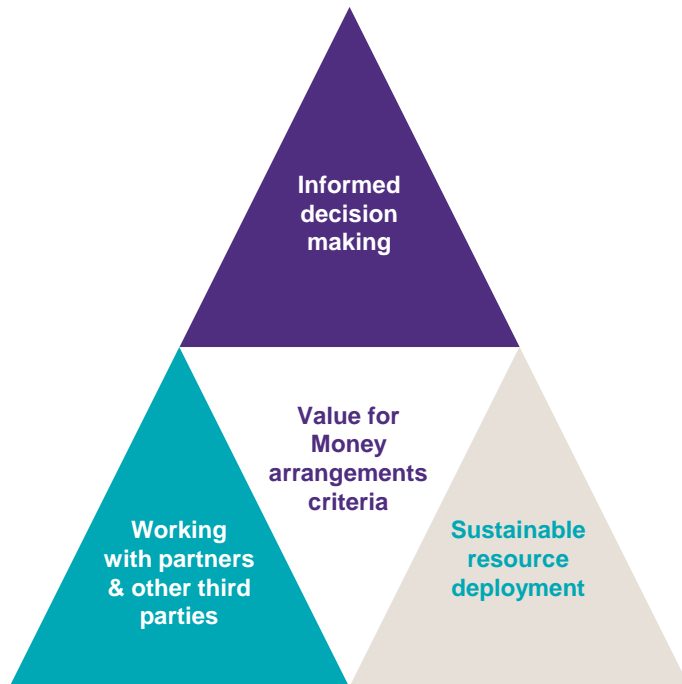 Informed
decision
making
Value for
Money
arrangements
criteria
Working
with partners
& other third
parties
Sustainable
resource
deployment